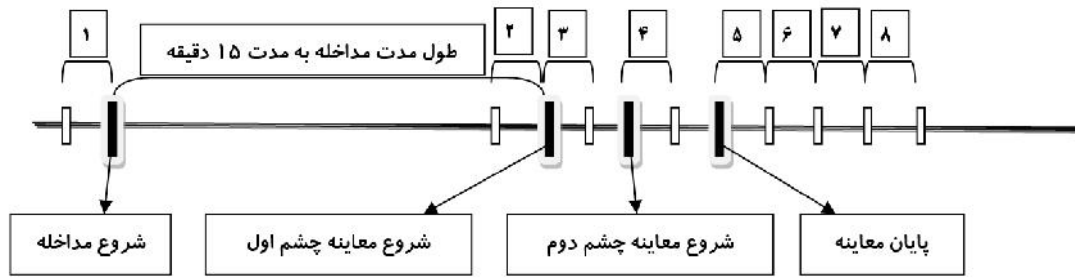 ۱
۲
۳
۴
۵
۶
۷
۸
طول مدت مداخله به مدت ۱۵ دقیقه
شروع مداخله
شروع معاینه چشم اول
شروع معاینه چشم دوم
پایان معاینه